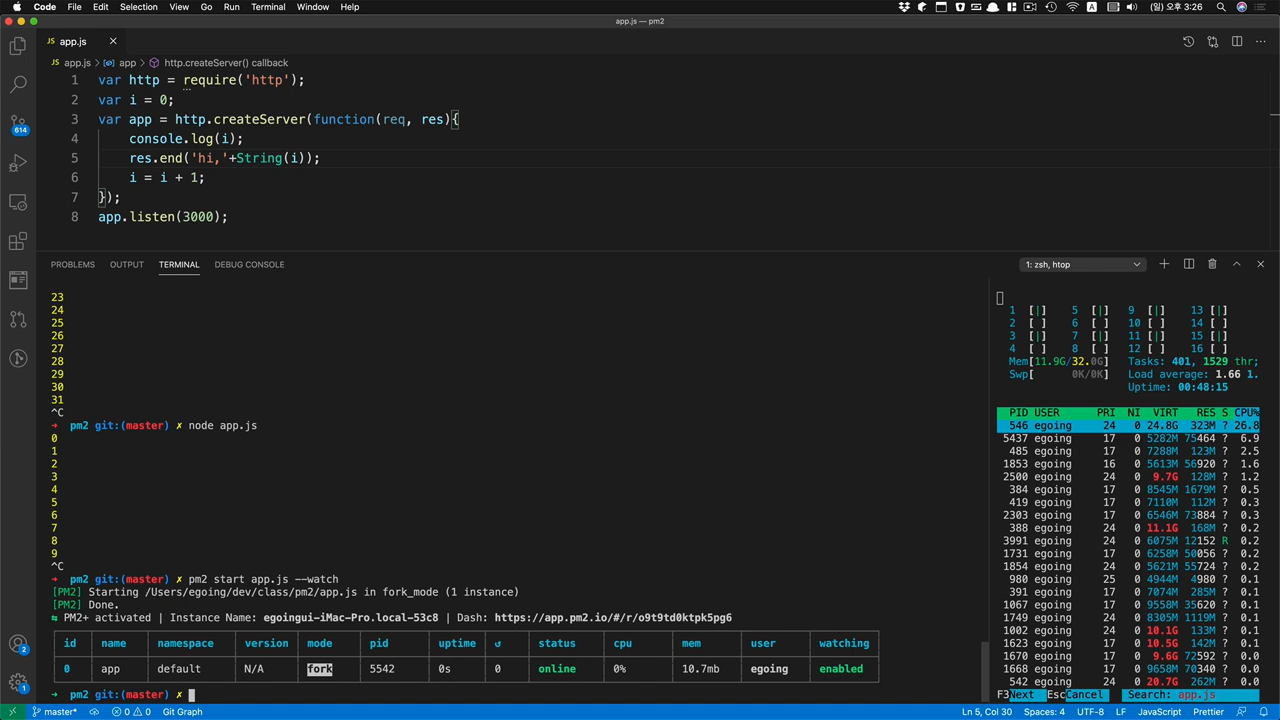 Code File Edit Selection View Go Run Terminal Window Help (일) 오후 3:26
app.js — pm2
JS app.js
JS app.js > app > http.createServer() callback
1 var http = require('http');
2 var i = 0;
3 var app = http.createServer(function(req, res){
4 console.log(i);
5 res.end('hi,'+String(i));
6 i = i + 1;
7 });
8 app.listen(3000);
614
PROBLEMS OUTPUT TERMINAL DEBUG CONSOLE 1: zsh, htop
23
24
25
26
27
28
29
30
31
^C
→ pm2 git:(master) ✗ node app.js
0
1
2
3
4
5
6
7
8
9
^C
→ pm2 git:(master) ✗ pm2 start app.js --watch
[PM2] Starting /Users/egoing/dev/class/pm2/app.js in fork_mode (1 instance)
[PM2] Done.
⇆ PM2+ activated | Instance Name: egoingui-iMac-Pro.local-53c8 | Dash: https://app.pm2.io/#/r/o9t9td0ktpk5pg6
id name namespace version mode pid uptime ↺ status cpu mem user watching
0 app default N/A fork 5542 0s 0 online 0% 10.7mb egoing enabled
→ pm2 git:(master) ✗
1 [|] 5 [|] 9 [|] 13 [|]
2 [ ] 6 [ ] 10 [ ] 14 [ ]
3 [|] 7 [|] 11 [|] 15 [|]
4 [ ] 8 [ ] 12 [ ] 16 [ ]
Mem[11.9G/32.0G] Tasks: 401, 1529 thr;
Swp[ 0K/0K] Load average: 1.66 1.
Uptime: 00:48:15
PID USER PRI NI VIRT RES S CPU%
546 egoing 24 0 24.8G 323M ? 26.8
5437 egoing 17 0 5282M 75464 ? 6.9
485 egoing 17 0 7288M 123M ? 2.5
1853 egoing 16 0 5613M 56920 ? 1.6
2500 egoing 24 0 9.7G 128M ? 1.2
384 egoing 17 0 8545M 1679M ? 0.5
419 egoing 17 0 7110M 112M ? 0.3
2303 egoing 17 0 6546M 73884 ? 0.3
388 egoing 24 0 11.1G 168M ? 0.2
3991 egoing 24 0 6075M 12152 R 0.2
1731 egoing 17 0 6258M 50056 ? 0.2
1854 egoing 24 0 5621M 55724 ? 0.2
980 egoing 25 0 4944M 4980 ? 0.1
391 egoing 24 0 7074M 285M ? 0.1
1067 egoing 17 0 9558M 35620 ? 0.1
1749 egoing 24 0 8305M 1119M ? 0.1
1002 egoing 24 0 10.1G 133M ? 0.1
1623 egoing 24 0 10.5G 142M ? 0.1
1670 egoing 17 0 9.6G 72592 ? 0.0
1668 egoing 24 0 9658M 70340 ? 0.0
542 egoing 24 0 20.7G 262M ? 0.0
F3Next EscCancel Search: app.js
2
1
master* 0 0 Git Graph Ln 5, Col 30 Spaces: 4 UTF-8 LF JavaScript Prettier